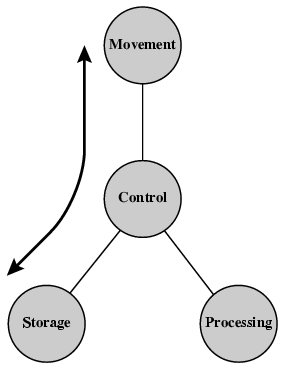 Movement
Control
Storage
Processing